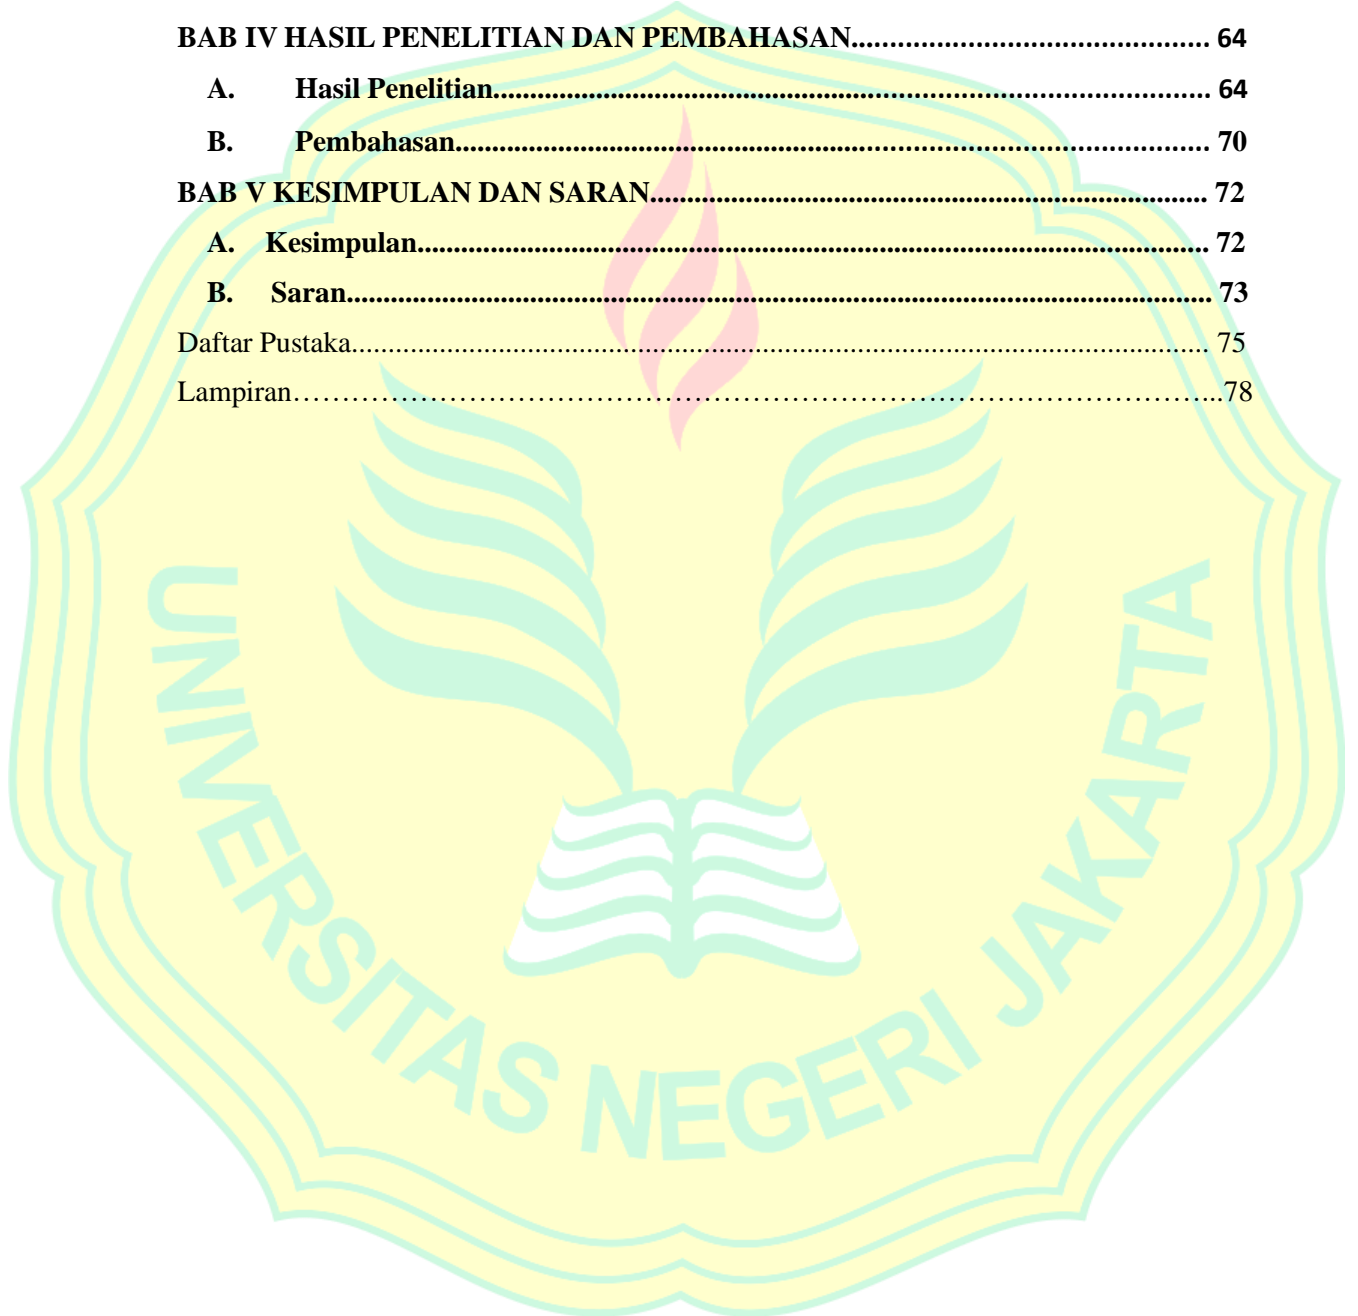 BAB IV HASIL PENELITIAN DAN PEMBAHASAN................................................ 64
A. Hasil Penelitian................................................................................................ 64
B. Pembahasan..................................................................................................... 70
BAB V KESIMPULAN DAN SARAN........................................................................... 72
A. Kesimpulan........................................................................................................... 72
B. Saran..................................................................................................................... 73
Daftar Pustaka................................................................................................................... 75
Lampiran…………………………………………………………………………………...78
UNIVERSITAS NEGERI JAKARTA